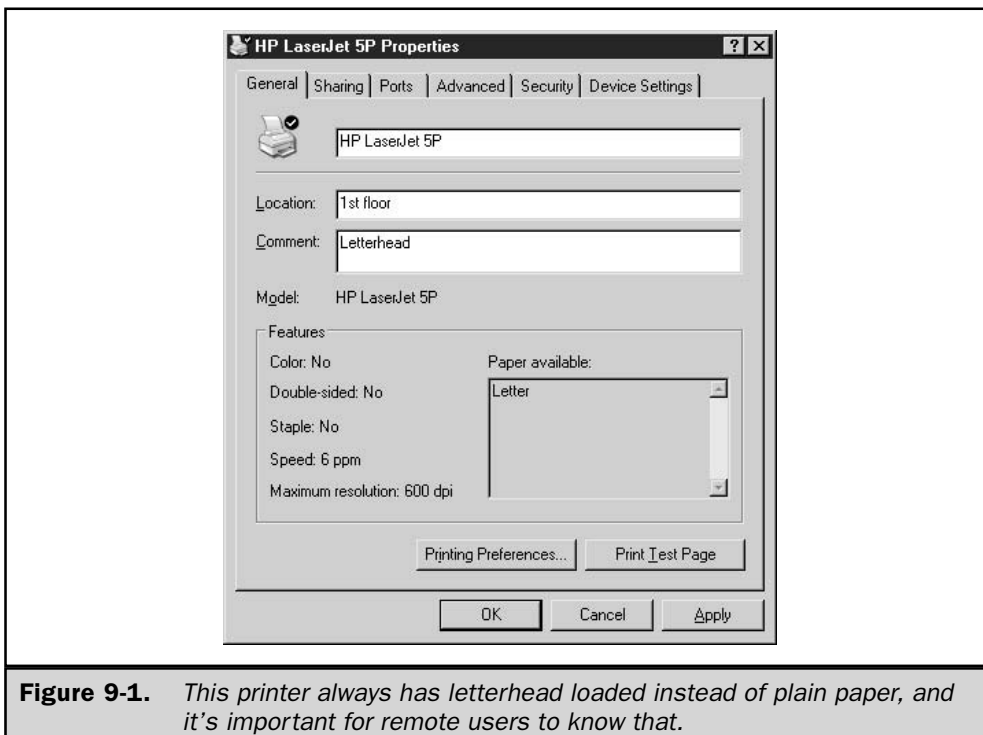 HP LaserJet 5P Properties
? X
General Sharing Ports Advanced Security Device Settings
HP LaserJet 5P
Location: 1st floor
Comment: Letterhead
Model: HP LaserJet 5P
Features
Color: No
Paper available:
Double-sided: No
Letter
Staple: No
Speed: 6 ppm
Maximum resolution: 600 dpi
Printing Preferences... Print Test Page
OK Cancel Apply
Figure 9-1. This printer always has letterhead loaded instead of plain paper, and
it's important for remote users to know that.